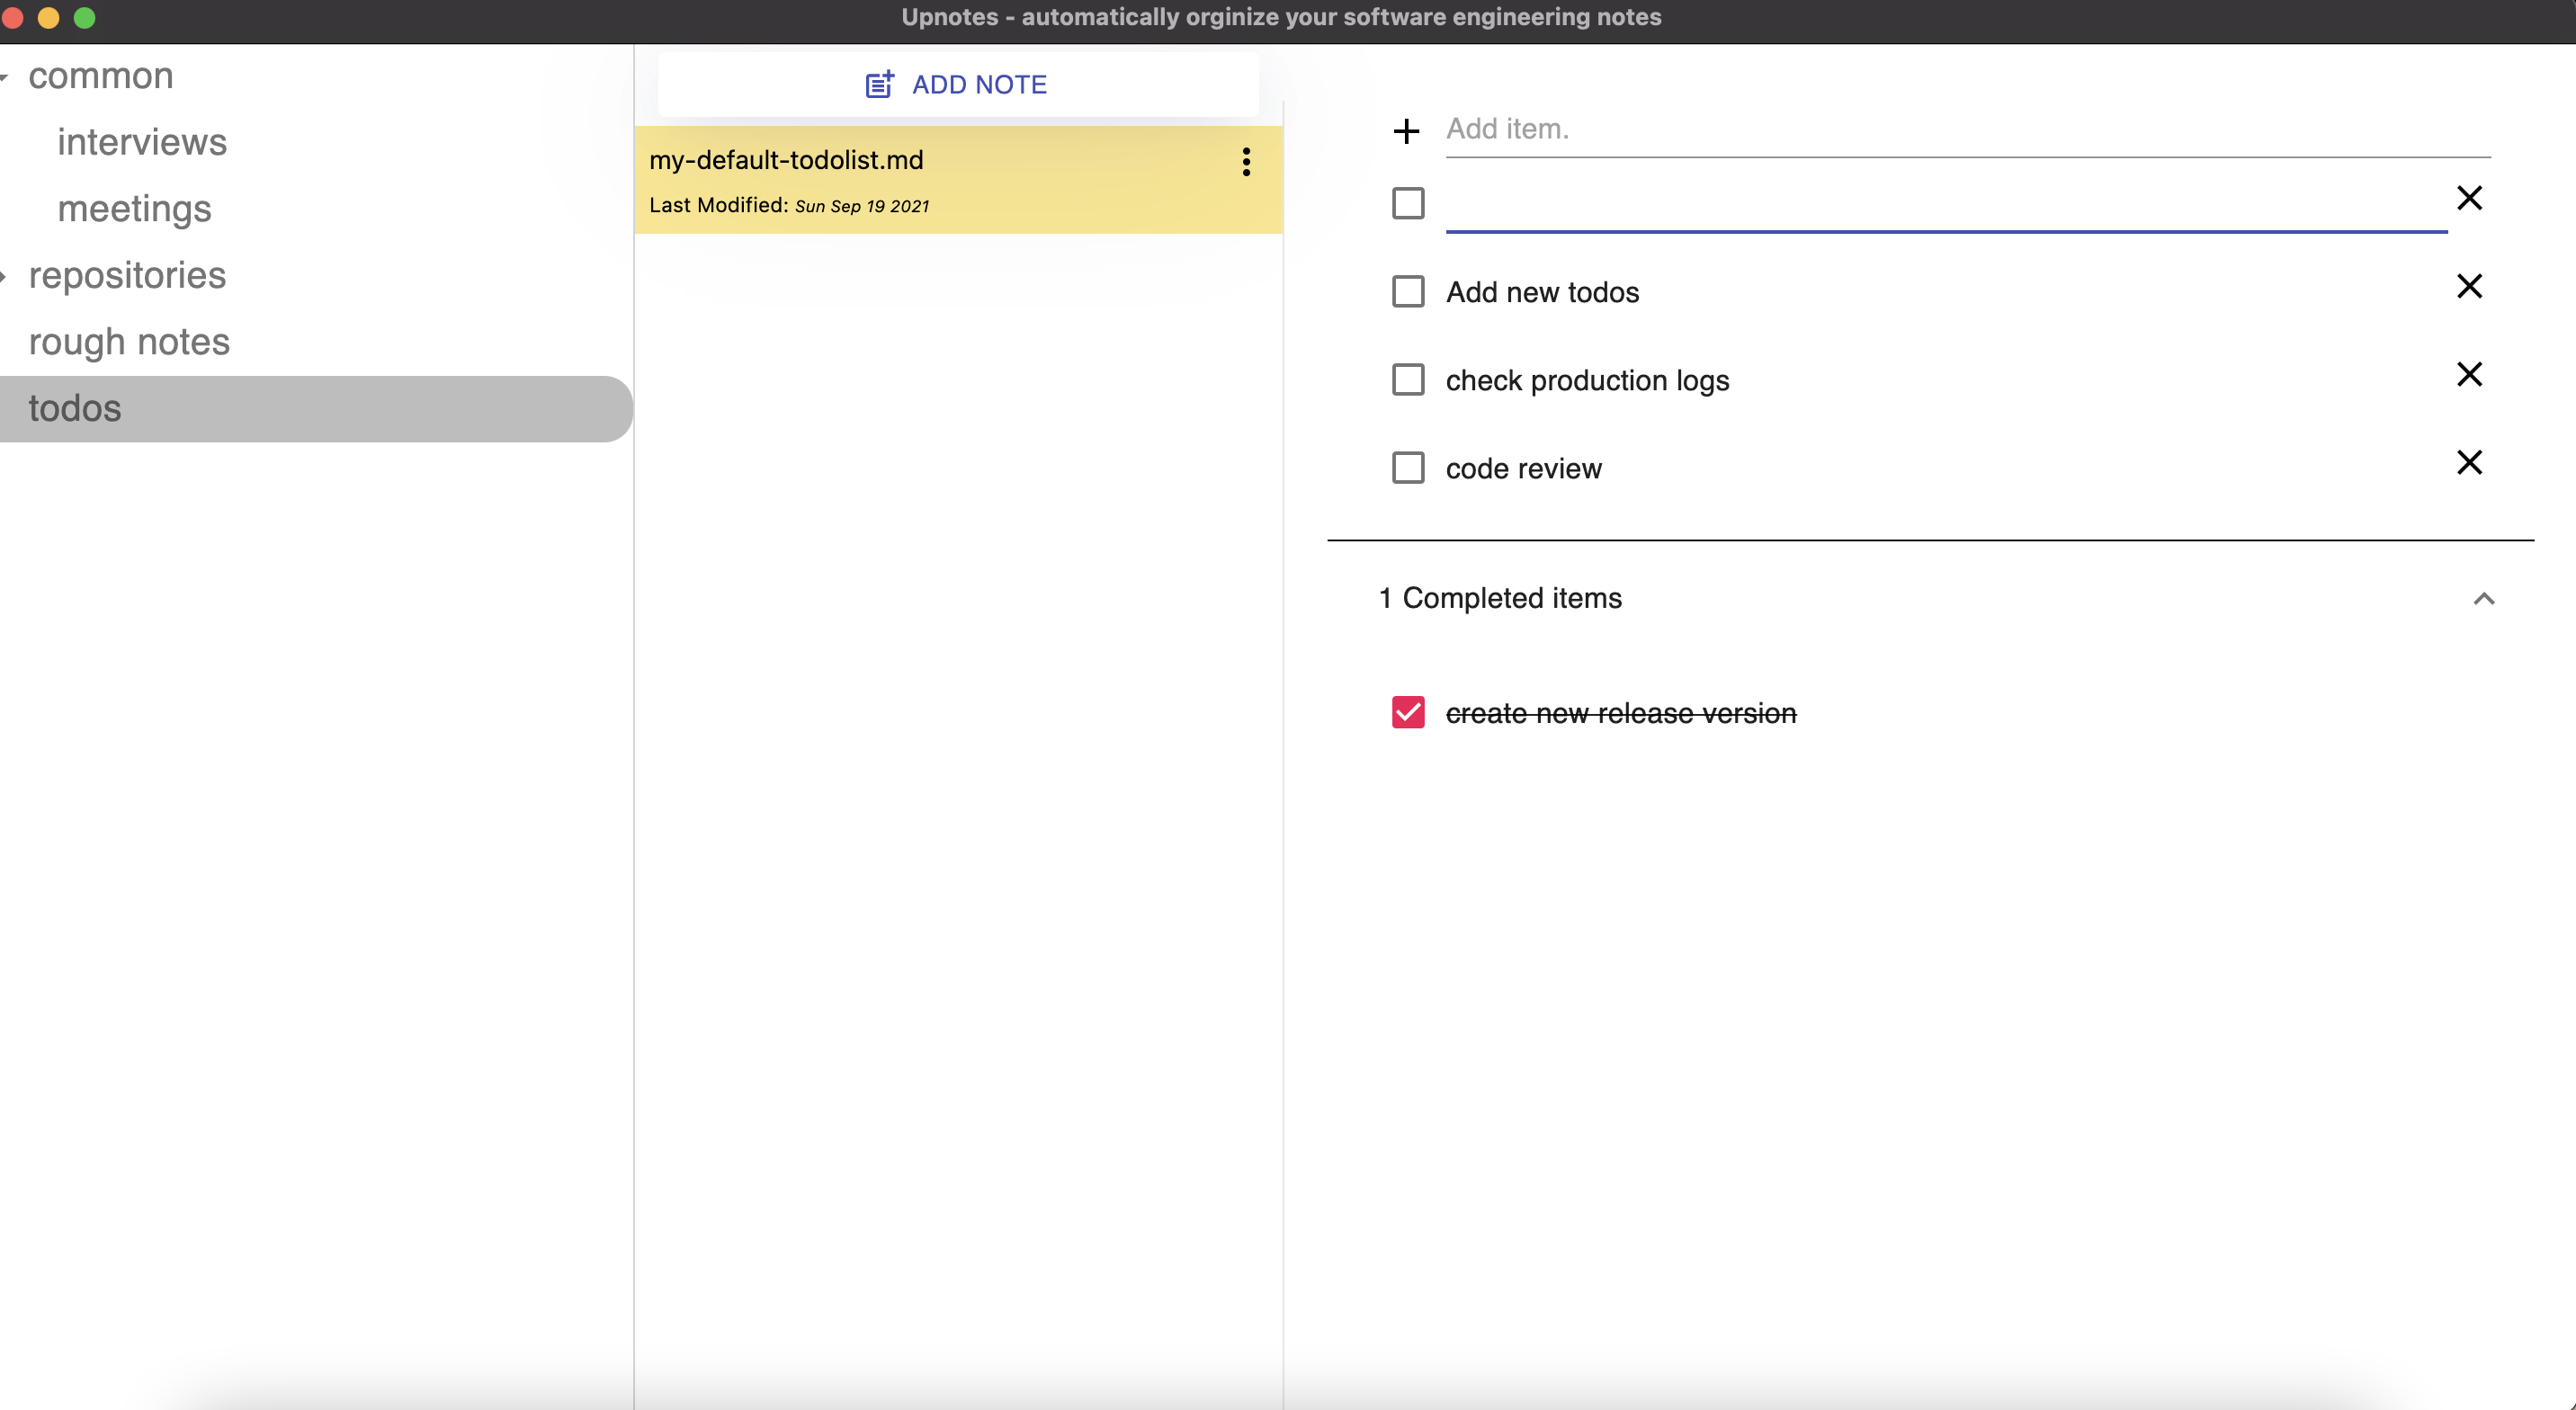 Upnotes - automatically orginize your software engineering notes
common
interviews
meetings
repositories
rough notes
todos
ADD NOTE
my-default-todolist.md
Last Modified: Sun Sep 19 2021
Add item.
Add new todos
check production logs
code review
1 Completed items
create new release version